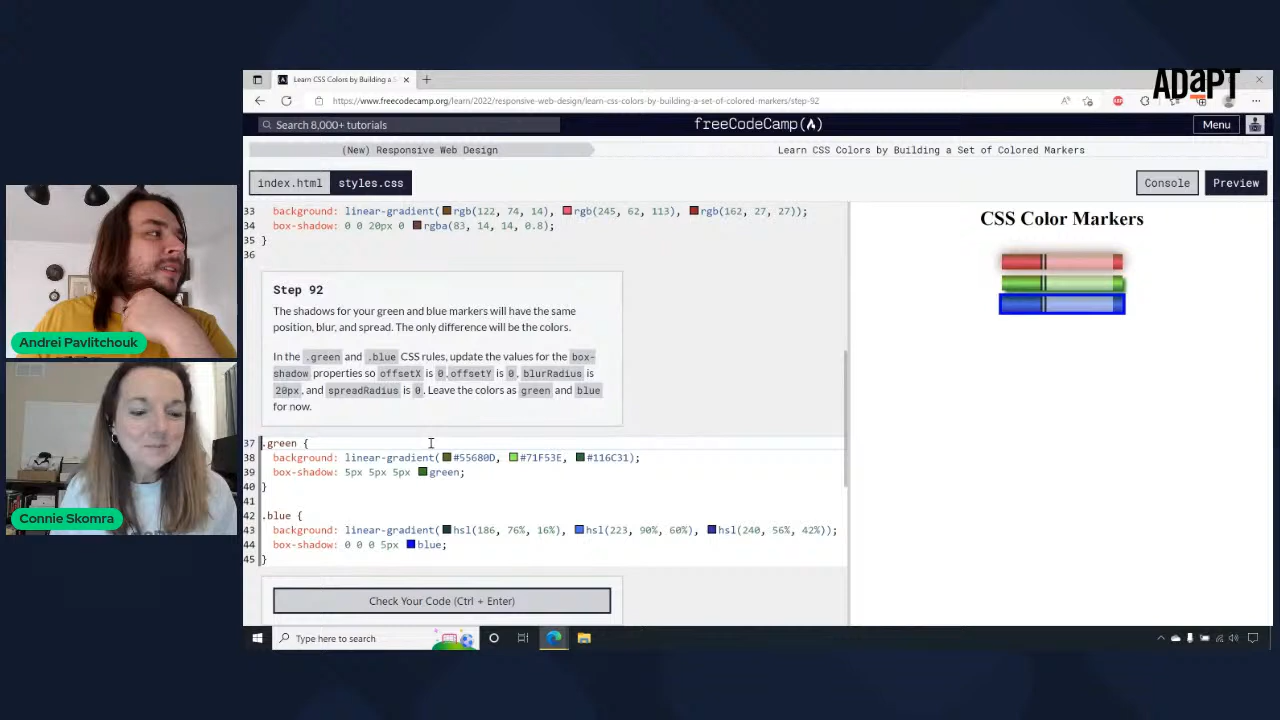 ADaPT
Learn CSS Colors by Building a S
https://www.freecodecamp.org/learn/2022/responsive-web-design/learn-css-colors-by-building-a-set-of-colored-markers/step-92
Search 8,000+ tutorials
freeCodeCamp
Menu
(New) Responsive Web Design
Learn CSS Colors by Building a Set of Colored Markers
index.html
styles.css
Console
Preview
33 background: linear-gradient(rgb(122, 74, 14), rgb(245, 62, 113), rgb(162, 27, 27));
34 box-shadow: 0 0 20px 0 rgba(83, 14, 14, 0.8);
35 }
36
CSS Color Markers
Step 92
The shadows for your green and blue markers will have the same
position, blur, and spread. The only difference will be the colors.
In the .green and .blue CSS rules, update the values for the box-
shadow properties so offsetX is 0, offsetY is 0, blurRadius is
20px, and spreadRadius is 0. Leave the colors as green and blue
for now.
37 .green {
38 background: linear-gradient(#55680D, #71F53E, #116C31);
39 box-shadow: 5px 5px 5px green;
40 }
41
42 .blue {
43 background: linear-gradient(hsl(186, 76%, 16%), hsl(223, 90%, 60%), hsl(240, 56%, 42%));
44 box-shadow: 0 0 0 5px blue;
45 }
Check Your Code (Ctrl + Enter)
Andrei Pavlitchouk
Connie Skomra
Type here to search